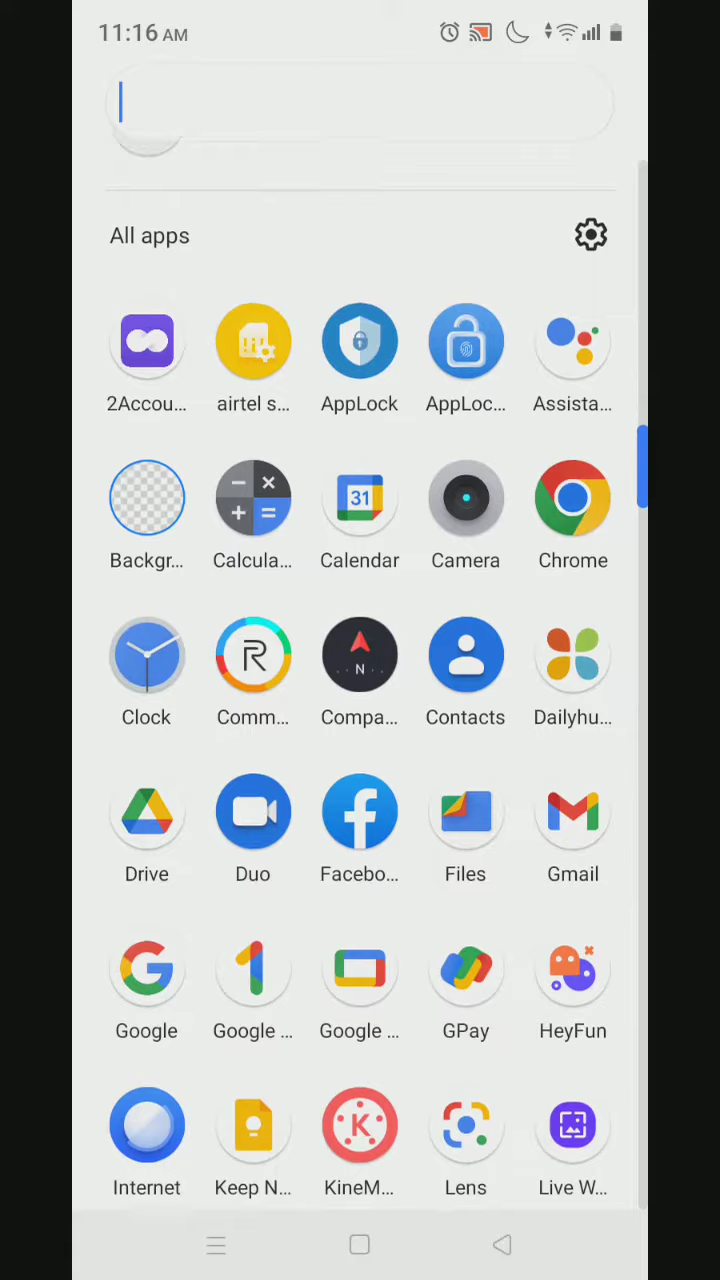 11:16 AM
All apps
2Accou... airtel s... AppLock AppLoc... Assista...
31
Backgr... Calcula... Calendar Camera Chrome
N
Clock Comm... Compa... Contacts Dailyhu...
Drive Duo Facebo... Files Gmail
Google Google ... Google ... GPay HeyFun
K
Internet Keep N... KineM... Lens Live W...